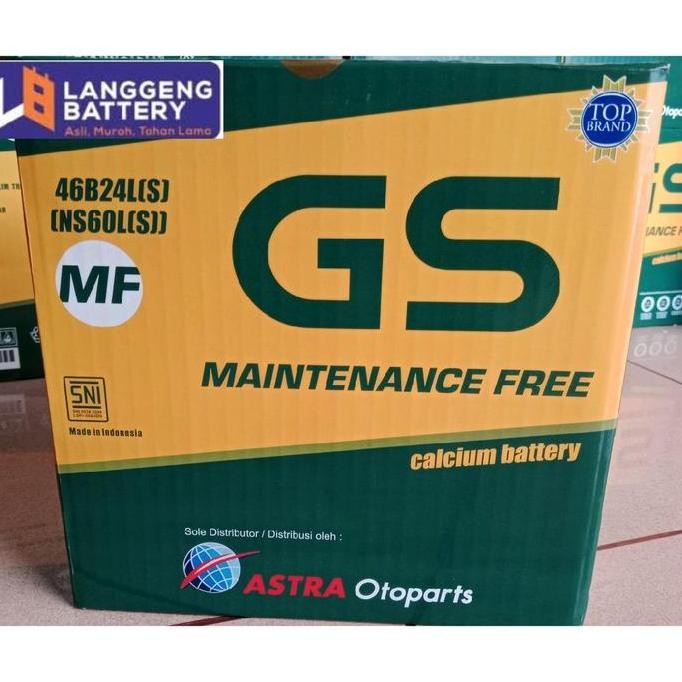 LANGGENG
BATTERY
Asli, Murah, Tahan Lama
TOP
BRAND
46B24L(S)
(NS60L(S))
MF
GS
MAINTENANCE FREE
calcium battery
SNI
Made in Indonesia
Sole Distributor / Distribusi oleh :
ASTRA Otoparts